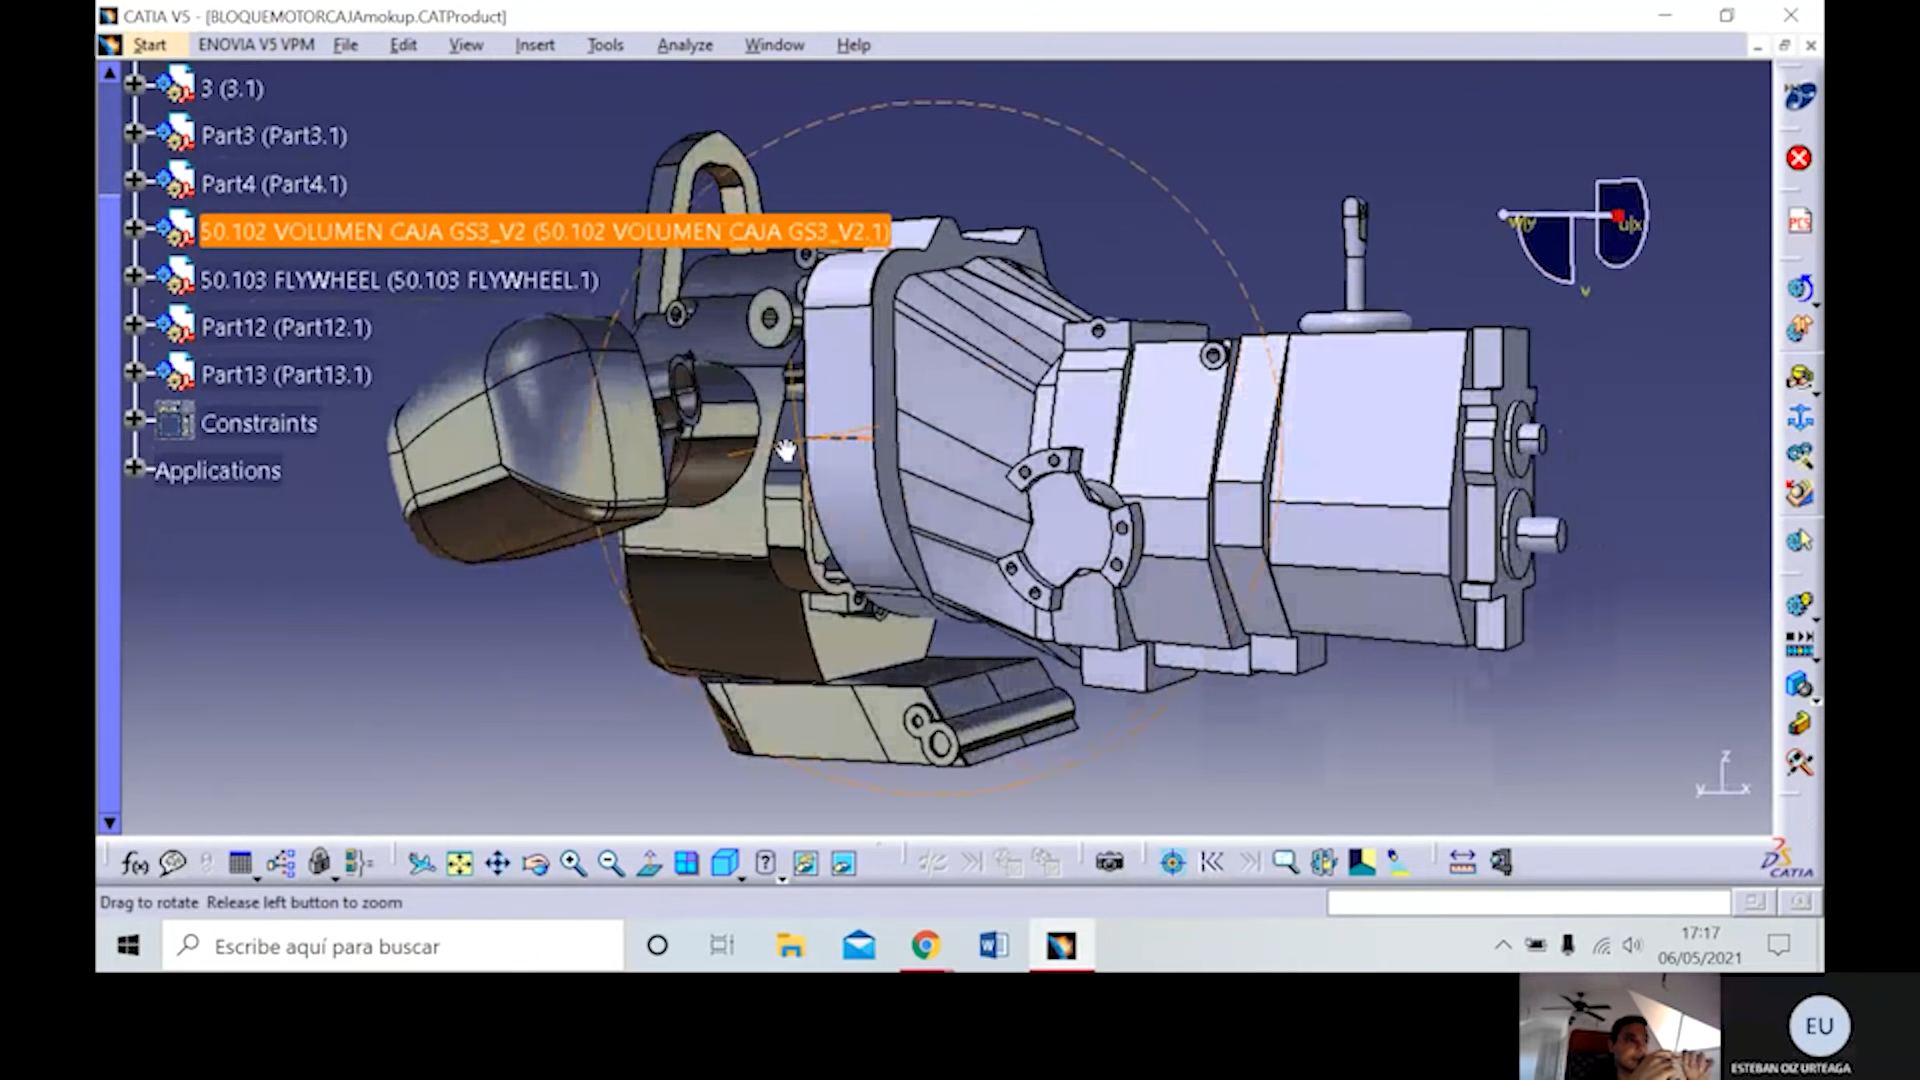 CATIA V5 - [BLOQUEMOTORCAJAmokup.CATProduct]
Start ENOVIA V5 VPM File Edit View Insert Tools Analyze Window Help
3 (3.1)
Part3 (Part3.1)
Part4 (Part4.1)
50.102 VOLUMEN CAJA GS3_V2 (50.102 VOLUMEN CAJA GS3_V2.1)
50.103 FLYWHEEL (50.103 FLYWHEEL.1)
Part12 (Part12.1)
Part13 (Part13.1)
Constraints
Applications
w|y
u|x
v
PCS
z
y
x
f(x)
CATIA
Drag to rotate Release left button to zoom
Escribe aquí para buscar
17:17
06/05/2021
EU
ESTEBAN OIZ URTEAGA